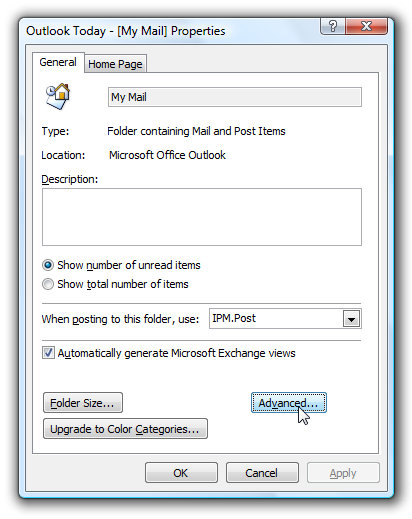 Outlook Today - [My Mail] Properties
?
General Home Page
My Mail
Type: Folder containing Mail and Post Items
Location: Microsoft Office Outlook
Description:
Show number of unread items
Show total number of items
When posting to this folder, use: IPM.Post
Automatically generate Microsoft Exchange views
Folder Size... Advanced...
Upgrade to Color Categories...
OK Cancel Apply